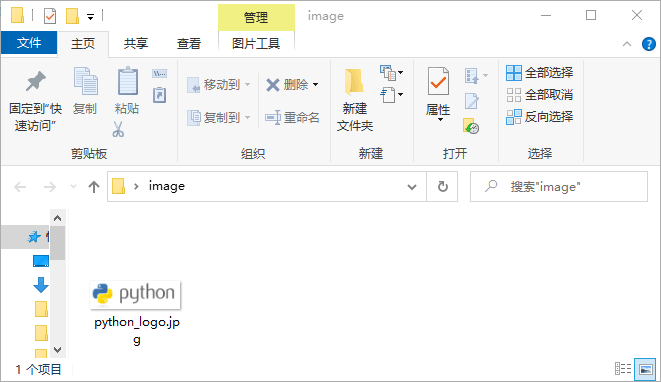 管理
image
文件
主页
共享
查看
图片工具
固定到"快
速访问"
复制
粘贴
移动到
复制到
删除
重命名
新建
文件夹
属性
全部选择
全部取消
反向选择
剪贴板
组织
新建
打开
选择
image
搜索"image"
python
python_logo.jp
g
1 个项目